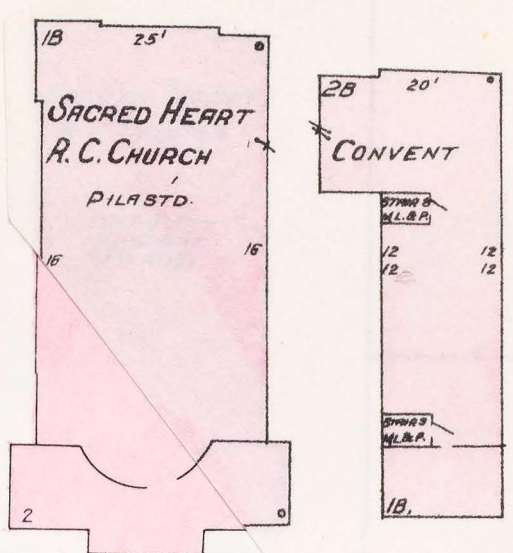 1B 25'
SACRED HEART
R. C. CHURCH
PILASTD.
16 16
2
2B 20'
CONVENT
STAIRS
M.L.&P.
12 12
12 12
STAIRS
M.L.&P.
1B.